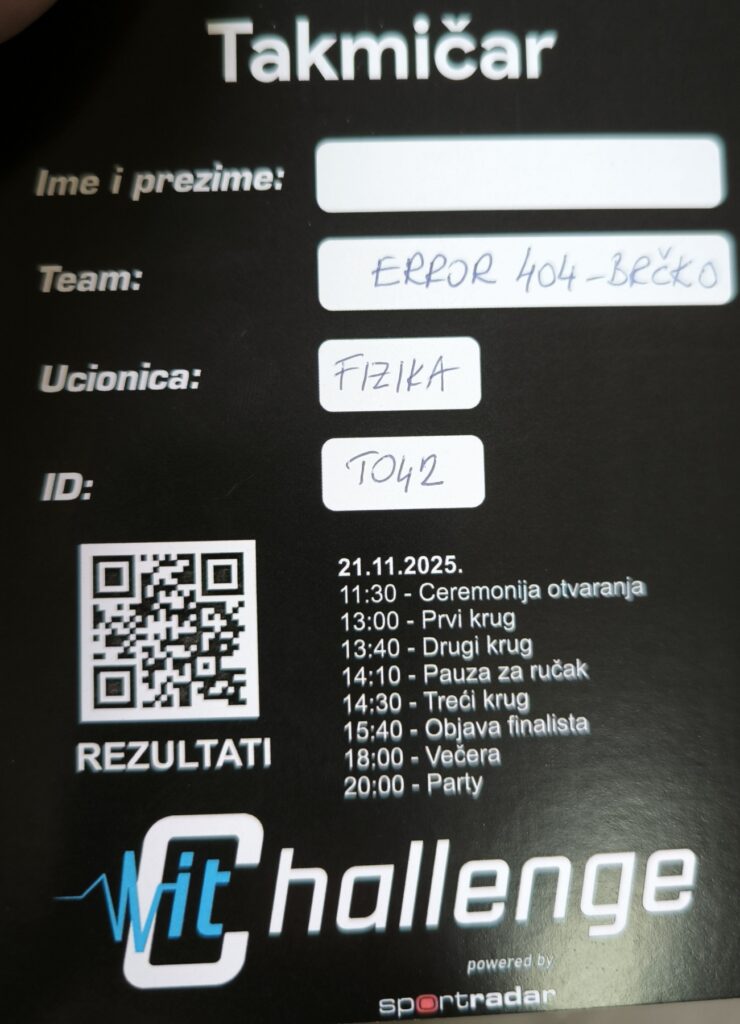 Takmičar
Ime i prezime:
Team: ERROR 404-BRČKO
Ucionica: FIZIKA
ID: T042
21.11.2025.
11:30 - Ceremonija otvaranja
13:00 - Prvi krug
13:40 - Drugi krug
14:10 - Pauza za ručak
14:30 - Treći krug
15:40 - Objava finalista
18:00 - Večera
20:00 - Party
REZULTATI
Wit Challenge
powered by
sportradar